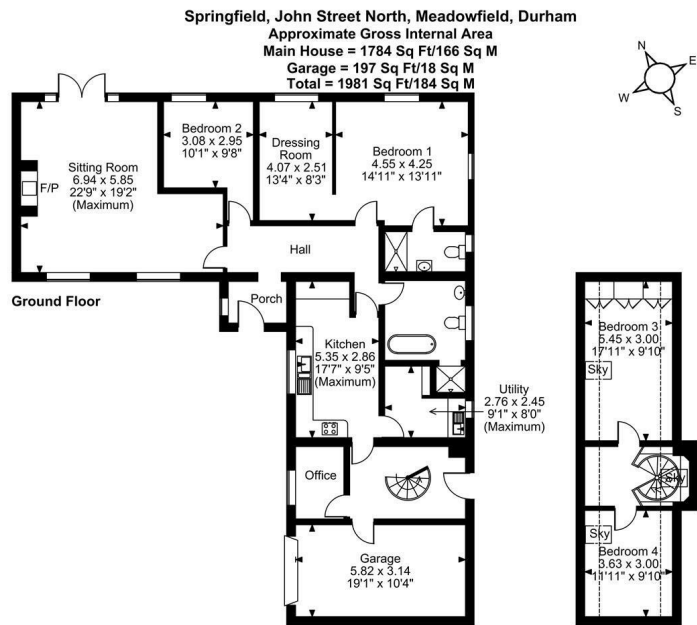 Springfield, John Street North, Meadowfield, Durham
Approximate Gross Internal Area
Main House = 1784 Sq Ft/166 Sq M
Garage = 197 Sq Ft/18 Sq M
Total = 1981 Sq Ft/184 Sq M
N
E
W
S
Sitting Room
6.94 x 5.85
22'9" x 19'2"
(Maximum)
F/P
Bedroom 2
3.08 x 2.95
10'1" x 9'8"
Dressing
Room
4.07 x 2.51
13'4" x 8'3"
Bedroom 1
4.55 x 4.25
14'11" x 13'11"
Hall
Ground Floor
Porch
Kitchen
5.35 x 2.86
17'7" x 9'5"
(Maximum)
Utility
2.76 x 2.45
9'1" x 8'0"
(Maximum)
Office
Garage
5.82 x 3.14
19'1" x 10'4"
Bedroom 3
5.45 x 3.00
17'11" x 9'10"
Sky
Sky
Sky
Bedroom 4
3.63 x 3.00
11'11" x 9'10"